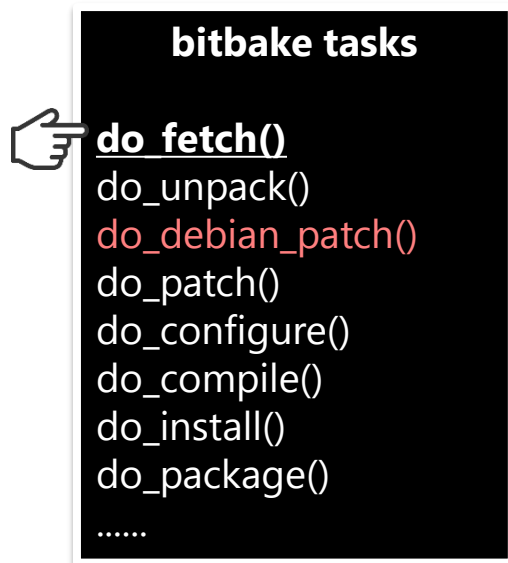 bitbake tasks
do_fetch()
do_unpack()
do_debian_patch()
do_patch()
do_configure()
do_compile()
do_install()
do_package()
......